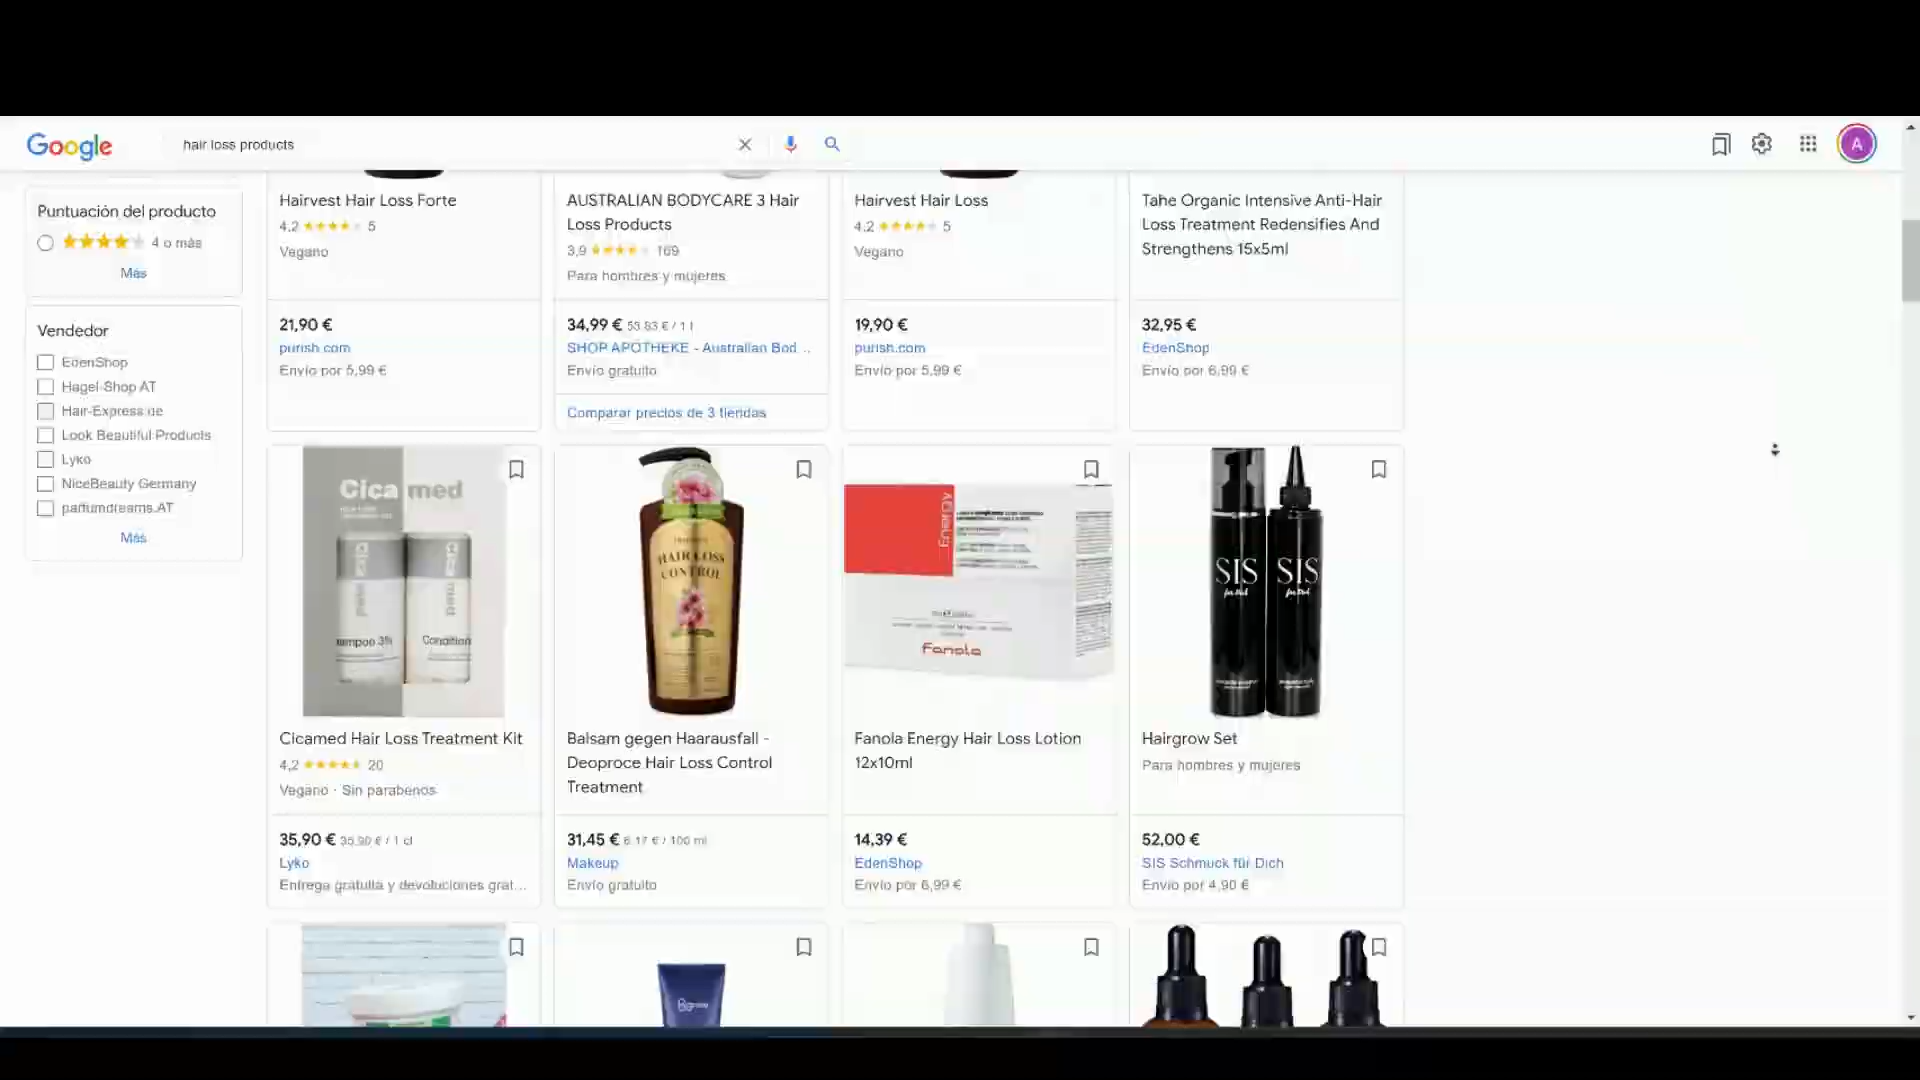 Google
hair loss products
A
Puntuación del producto
4 o más
Más
Vendedor
EdenShop
Hagel-Shop AT
Hair-Express.de
Look Beautiful Products
Lyko
NiceBeauty Germany
parfumdreams.AT
Más
Hairvest Hair Loss Forte
4,2 5
Vegano
21,90 €
purish.com
Envío por 5,99 €
AUSTRALIAN BODYCARE 3 Hair
Loss Products
3,9 169
Para hombres y mujeres
34,99 €
SHOP APOTHEKE - Australian Bod...
Envío gratuito
Comparar precios de 3 tiendas
Hairvest Hair Loss
4.2 5
Vegano
19,90 €
purish.com
Envío por 5,99 €
Tahe Organic Intensive Anti-Hair
Loss Treatment Redensifies And
Strengthens 15x5ml
32,95 €
EdenShop
Envío por 6,99 €
Cicamed
Condition
Cicamed Hair Loss Treatment Kit
4,2 20
Vegano · Sin parabenos
35,90 €
Lyko
Entrega gratuita y devoluciones grat...
HAIR LOSS
CONTROL
Balsam gegen Haarausfall -
Deoproce Hair Loss Control
Treatment
31,45 € 6,17 € / 100 ml
Makeup
Envío gratuito
Energy
Fanola
Fanola Energy Hair Loss Lotion
12x10ml
14,39 €
EdenShop
Envío por 6,99 €
SIS SIS
Hairgrow Set
Para hombres y mujeres
52,00 €
SIS Schmuck für Dich
Envío por 4,90 €